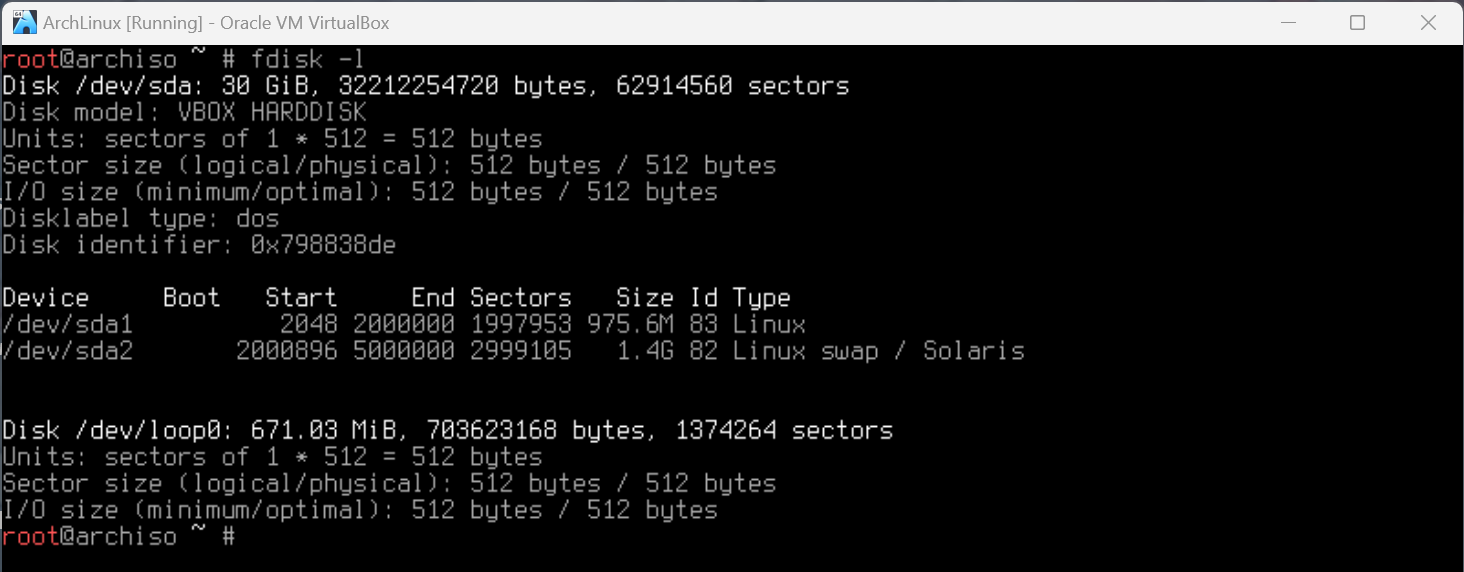 ArchLinux [Running] - Oracle VM VirtualBox
root@archiso ~ # fdisk -l
Disk /dev/sda: 30 GiB, 32212254720 bytes, 62914560 sectors
Disk model: VBOX HARDDISK
Units: sectors of 1 * 512 = 512 bytes
Sector size (logical/physical): 512 bytes / 512 bytes
I/O size (minimum/optimal): 512 bytes / 512 bytes
Disklabel type: dos
Disk identifier: 0x798838de
Device     Boot   Start     End Sectors   Size Id Type
/dev/sda1          2048 2000000 1997953 975.6M 83 Linux
/dev/sda2       2000896 5000000 2999105   1.4G 82 Linux swap / Solaris
Disk /dev/loop0: 671.03 MiB, 703623168 bytes, 1374264 sectors
Units: sectors of 1 * 512 = 512 bytes
Sector size (logical/physical): 512 bytes / 512 bytes
I/O size (minimum/optimal): 512 bytes / 512 bytes
root@archiso ~ #